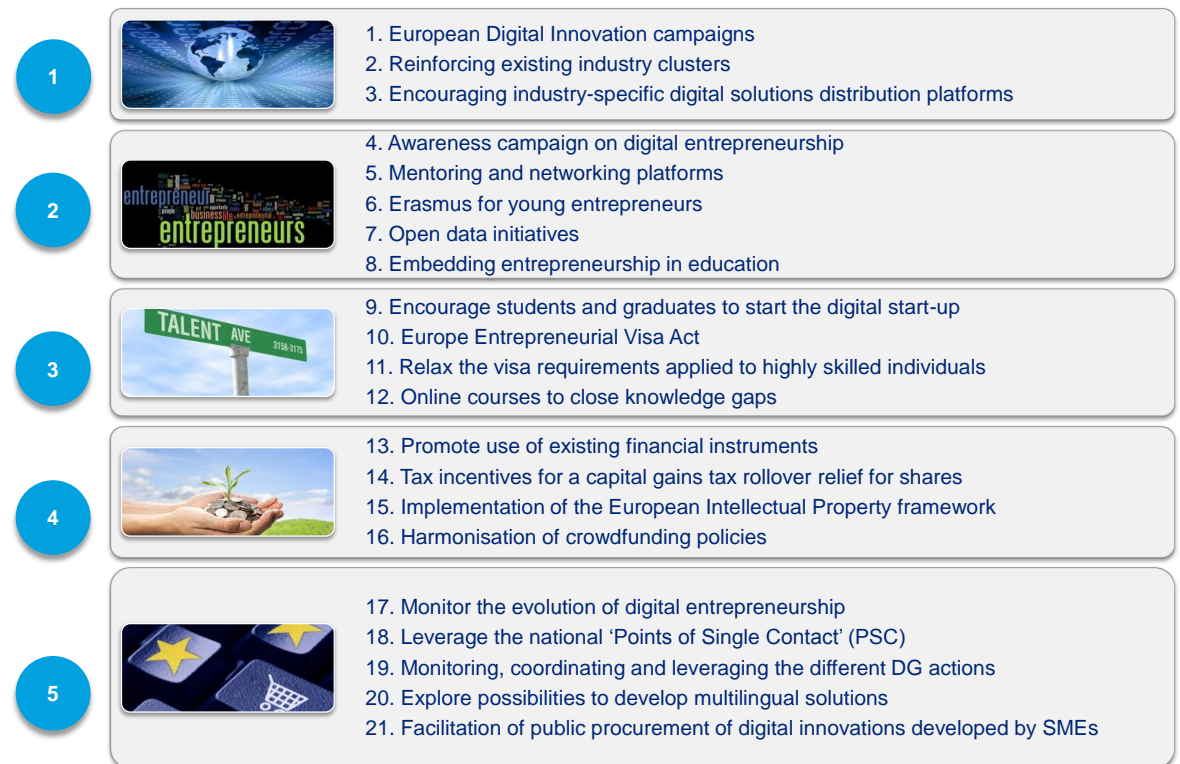 1
1. European Digital Innovation campaigns
2. Reinforcing existing industry clusters
3. Encouraging industry-specific digital solutions distribution platforms
2
entrepreneur
people
business life entrepreneurial
entrepreneurs
4. Awareness campaign on digital entrepreneurship
5. Mentoring and networking platforms
6. Erasmus for young entrepreneurs
7. Open data initiatives
8. Embedding entrepreneurship in education
3
TALENT AVE 3156-3175
9. Encourage students and graduates to start the digital start-up
10. Europe Entrepreneurial Visa Act
11. Relax the visa requirements applied to highly skilled individuals
12. Online courses to close knowledge gaps
4
13. Promote use of existing financial instruments
14. Tax incentives for a capital gains tax rollover relief for shares
15. Implementation of the European Intellectual Property framework
16. Harmonisation of crowdfunding policies
5
17. Monitor the evolution of digital entrepreneurship
18. Leverage the national ‘Points of Single Contact’ (PSC)
19. Monitoring, coordinating and leveraging the different DG actions
20. Explore possibilities to develop multilingual solutions
21. Facilitation of public procurement of digital innovations developed by SMEs